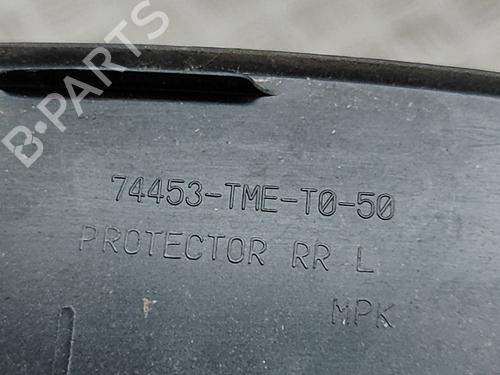 B-PARTS
74453-TME-T0-50
PROTECTOR RR L
MPK